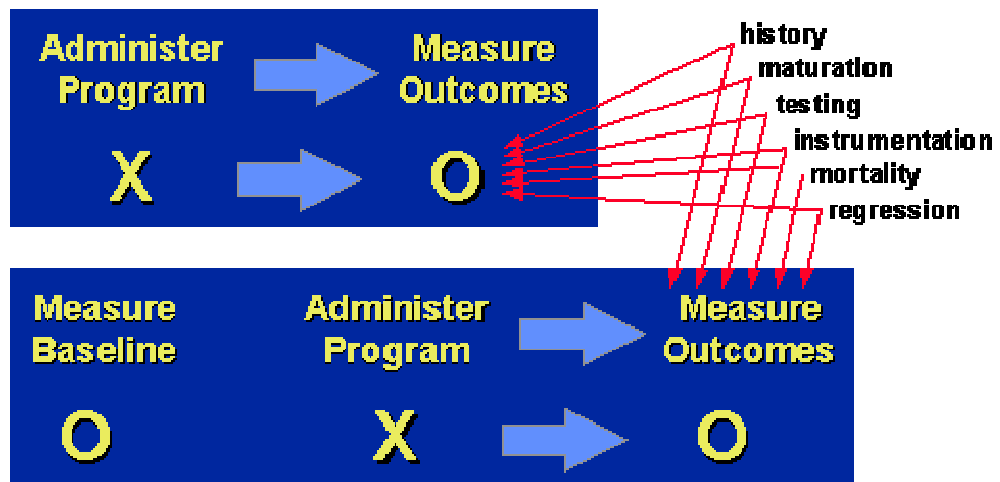 Administer
Program
Measure
Outcomes
X
O
history
maturation
testing
instrumentation
mortality
regression
Measure
Baseline
Administer
Program
Measure
Outcomes
O
X
O